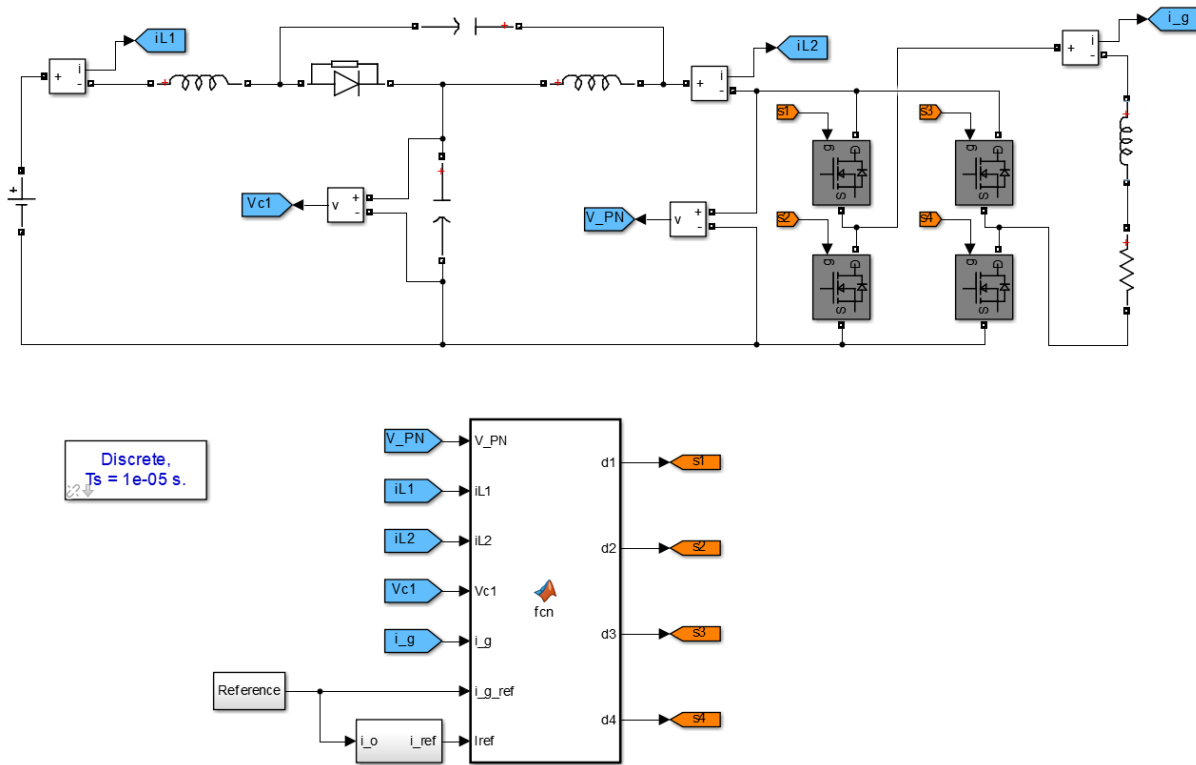 i_g
iL1
+ i -
iL2
+ i -
+ i -
s1
s3
g D S
g D S
+
Vc1
v + -
V_PN
v + -
s2
s4
g D S
g D S
V_PN
V_PN
d1
s1
Discrete,
Ts = 1e-05 s.
iL1
iL1
iL2
iL2
d2
s2
Vc1
Vc1
fcn
i_g
i_g
d3
s3
Reference
i_g_ref
i_o
i_ref
Iref
d4
s4